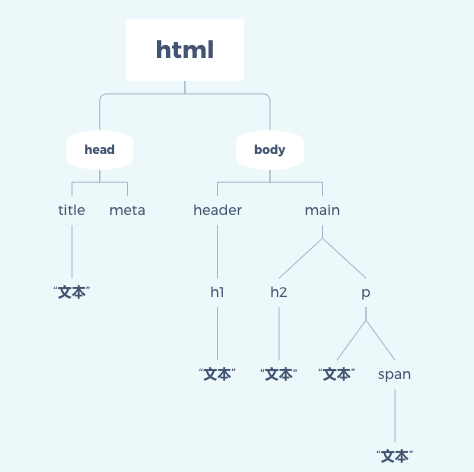 html
head
body
title
meta
header
main
"文本"
h1
h2
p
“文本”
"文本"
“文本”
span
“文本”